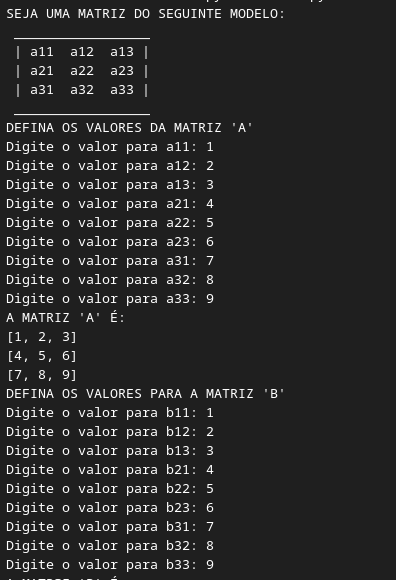 SEJA UMA MATRIZ DO SEGUINTE MODELO:
__________________
| a11  a12  a13 |
| a21  a22  a23 |
| a31  a32  a33 |
__________________
DEFINA OS VALORES DA MATRIZ 'A'
Digite o valor para a11: 1
Digite o valor para a12: 2
Digite o valor para a13: 3
Digite o valor para a21: 4
Digite o valor para a22: 5
Digite o valor para a23: 6
Digite o valor para a31: 7
Digite o valor para a32: 8
Digite o valor para a33: 9
A MATRIZ 'A' É:
[1, 2, 3]
[4, 5, 6]
[7, 8, 9]
DEFINA OS VALORES PARA A MATRIZ 'B'
Digite o valor para b11: 1
Digite o valor para b12: 2
Digite o valor para b13: 3
Digite o valor para b21: 4
Digite o valor para b22: 5
Digite o valor para b23: 6
Digite o valor para b31: 7
Digite o valor para b32: 8
Digite o valor para b33: 9